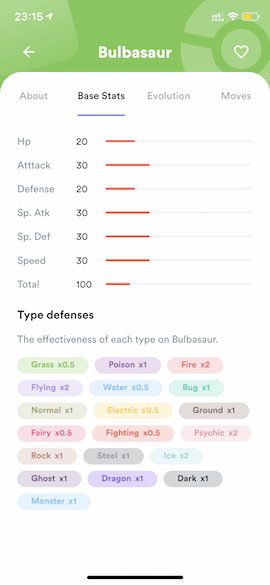 23:15
Bulbasaur
About Base Stats Evolution Moves
Hp 20
Atttack 30
Defense 20
Sp. Atk 30
Sp. Def 30
Speed 30
Total 100
Type defenses
The effectiveness of each type on Bulbasaur.
Grass x0.5 Poison x1 Fire x2
Flying x2 Water x0.5 Bug x1
Normal x1 Electric x0.5 Ground x1
Fairy x0.5 Fighting x0.5 Psychic x2
Rock x1 Steel x1 Ice x2
Ghost x1 Dragon x1 Dark x1
Monster x1